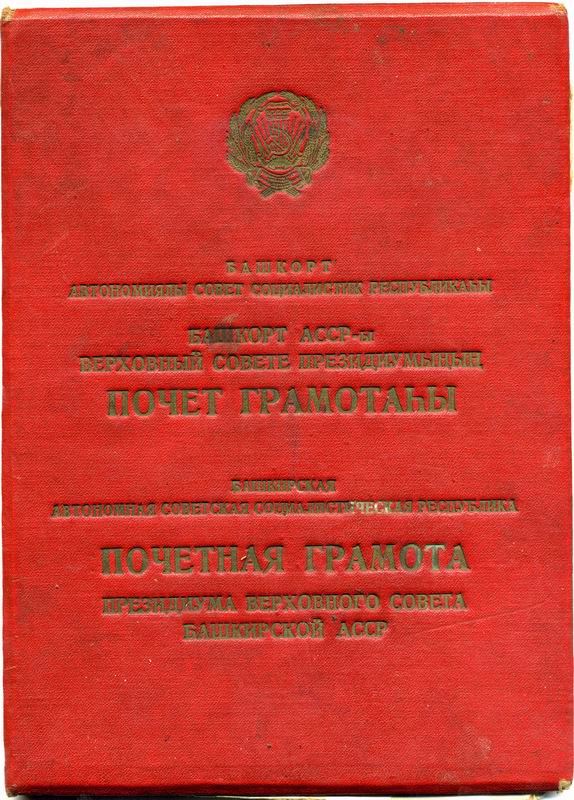 БАШКОРТ
АВТОНОМИЯЛЫ СОВЕТ СОЦИАЛИСТИК РЕСПУБЛИКАҺЫ
БАШКОРТ АССР-ы
ВЕРХОВНЫЙ СОВЕТЕ ПРЕЗИДИУМЫНЫҢ
ПОЧЕТ ГРАМОТАҺЫ
БАШКИРСКАЯ
АВТОНОМНАЯ СОВЕТСКАЯ СОЦИАЛИСТИЧЕСКАЯ РЕСПУБЛИКА
ПОЧЕТНАЯ ГРАМОТА
ПРЕЗИДИУМА ВЕРХОВНОГО СОВЕТА
БАШКИРСКОЙ АССР